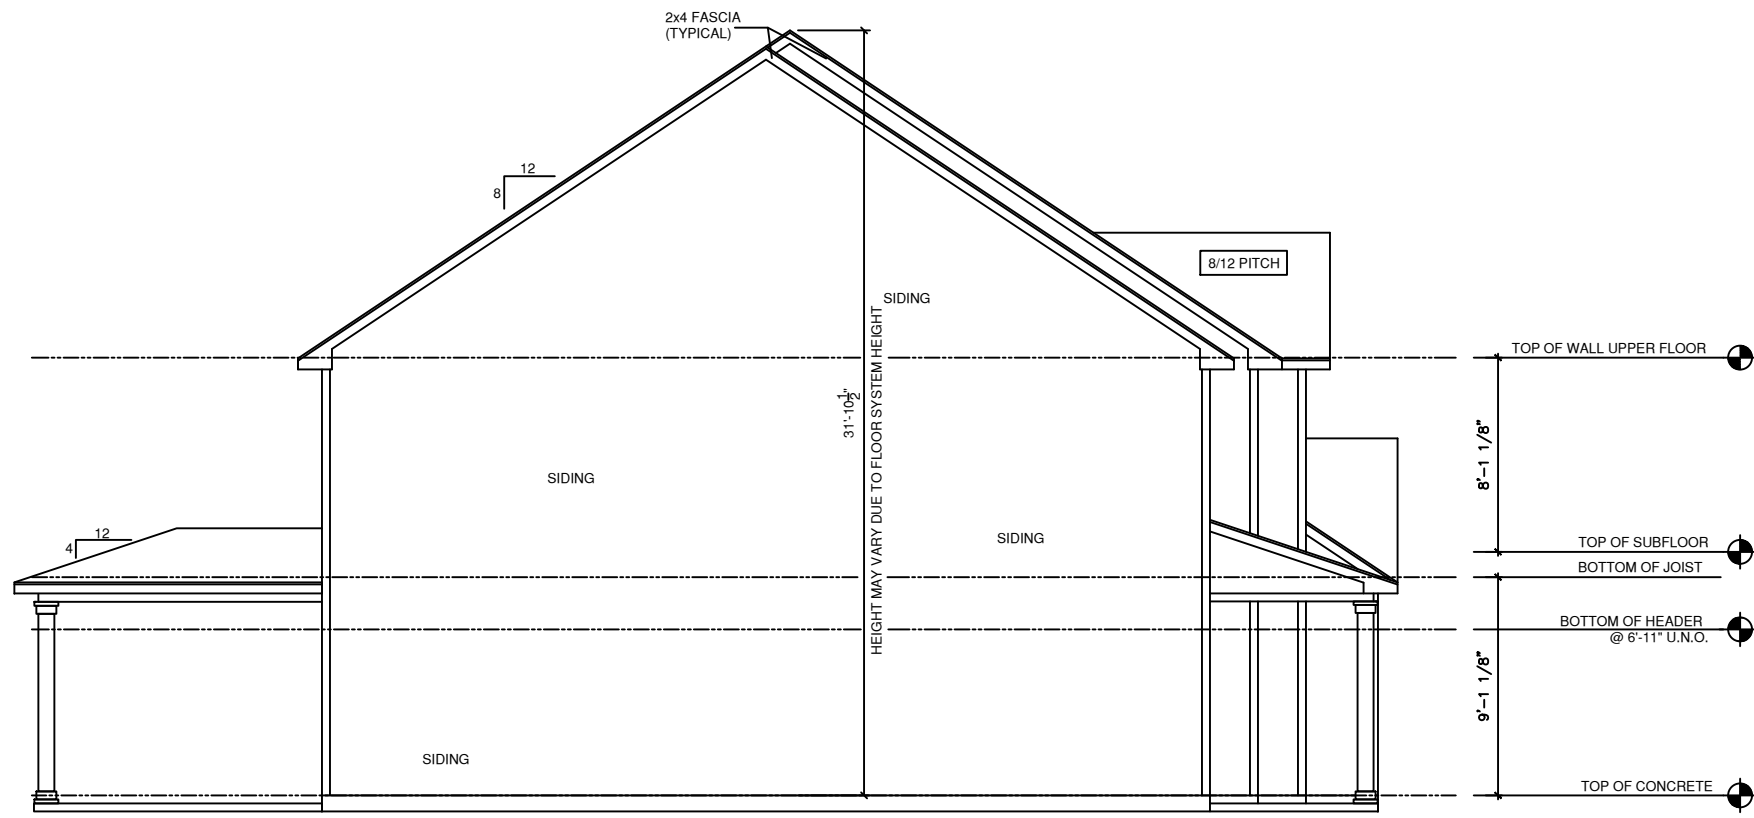 2x4 FASCIA
(TYPICAL)
12
8
8/12 PITCH
SIDING
TOP OF WALL UPPER FLOOR
31'-10 1/2"
HEIGHT MAY VARY DUE TO FLOOR SYSTEM HEIGHT
8'-1 1/8"
SIDING
12
4
SIDING
TOP OF SUBFLOOR
BOTTOM OF JOIST
BOTTOM OF HEADER
@ 6'-11" U.N.O.
9'-1 1/8"
SIDING
TOP OF CONCRETE